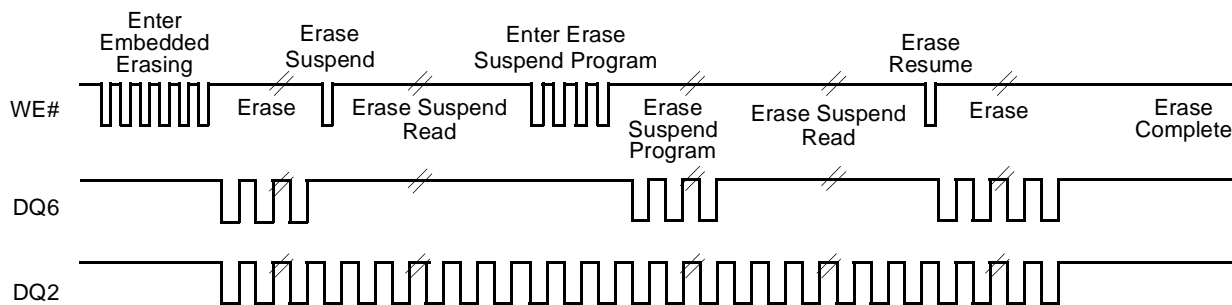 Enter
Embedded
Erasing
Erase
Suspend
Enter Erase
Suspend Program
Erase
Resume
WE#
Erase
Erase Suspend
Read
Erase
Suspend
Program
Erase Suspend
Read
Erase
Erase
Complete
DQ6
DQ2